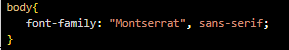 body{
font-family: "Montserrat", sans-serif;
}